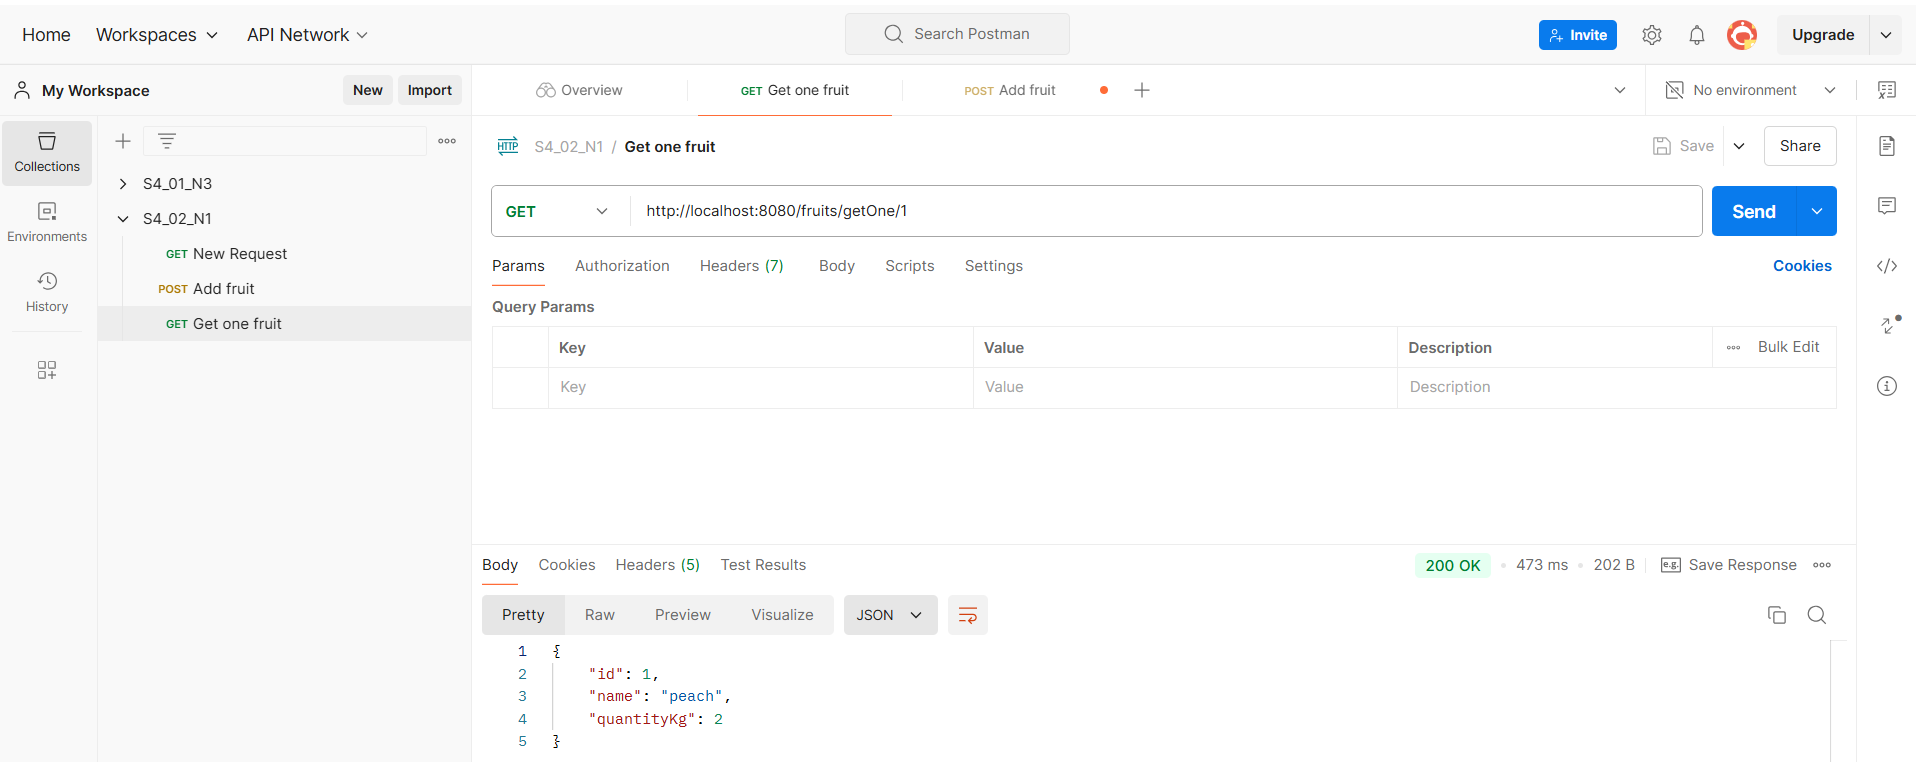 Home Workspaces API Network Search Postman Invite Upgrade
My Workspace New Import Overview GET Get one fruit POST Add fruit No environment
Collections
Environments
History
S4_01_N3
S4_02_N1
GET New Request
POST Add fruit
GET Get one fruit
HTTP S4_02_N1 / Get one fruit Save Share
GET http://localhost:8080/fruits/getOne/1 Send
Params Authorization Headers (7) Body Scripts Settings Cookies
Query Params
Key Value Description Bulk Edit
Key Value Description
Body Cookies Headers (5) Test Results 200 OK 473 ms 202 B e.g. Save Response
Pretty Raw Preview Visualize JSON
1 {
2 "id": 1,
3 "name": "peach",
4 "quantityKg": 2
5 }